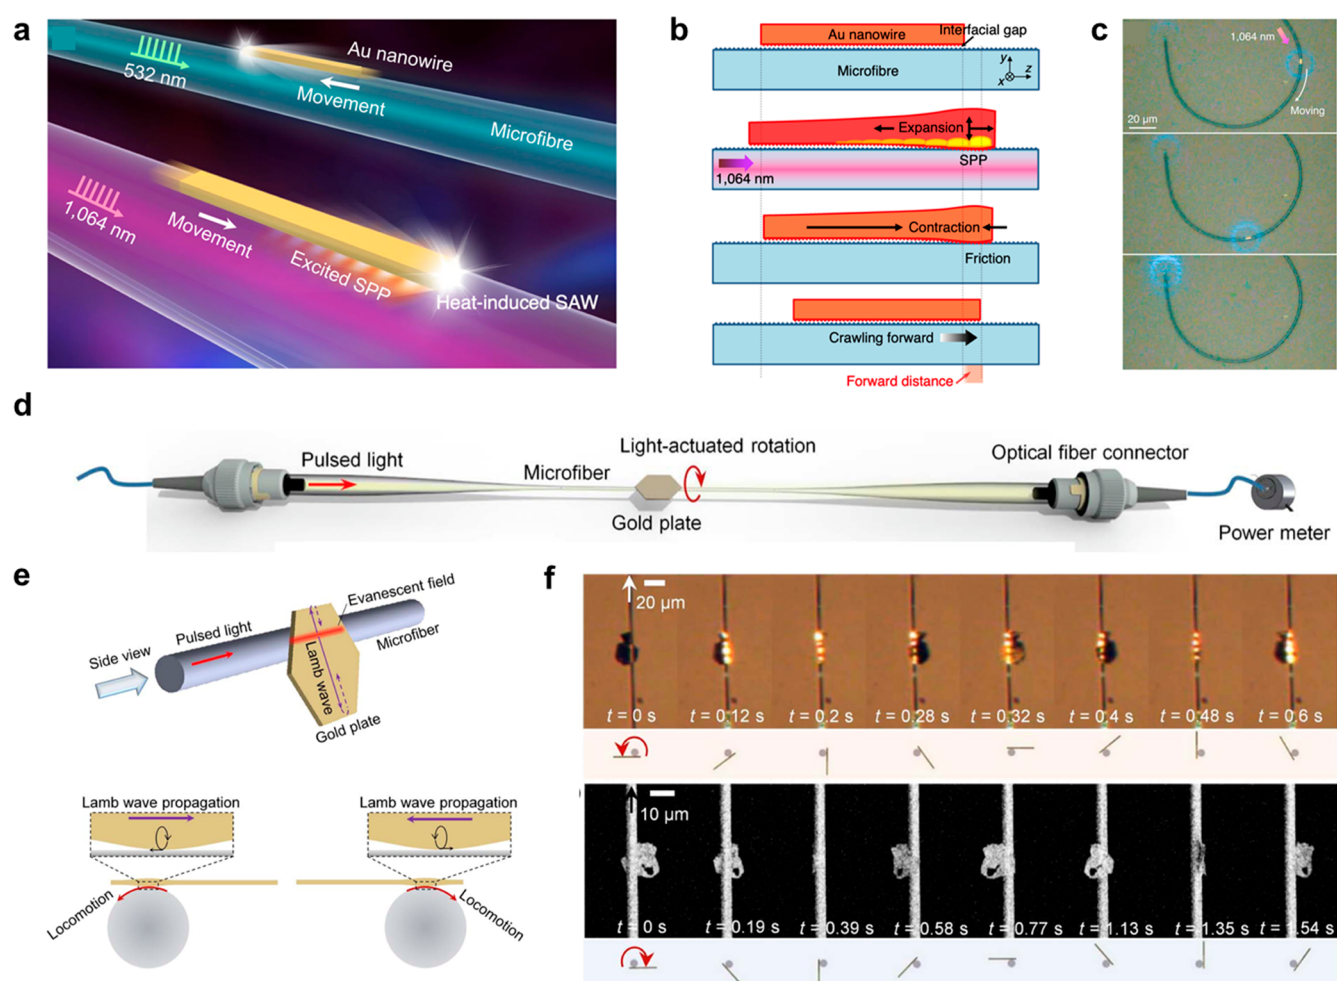 a
532 nm
Au nanowire
Movement
Microfibre
1,064 nm
Movement
Excited SPP
Heat-induced SAW
b
Au nanowire
Interfacial gap
Microfibre
y
x
z
Expansion
SPP
1,064 nm
Contraction
Friction
Crawling forward
Forward distance
c
1,064 nm
Moving
20 µm
d
Pulsed light
Microfiber
Light-actuated rotation
Gold plate
Optical fiber connector
Power meter
e
Evanescent field
Pulsed light
Microfiber
Side view
Lamb wave
Gold plate
Lamb wave propagation
Lamb wave propagation
Locomotion
Locomotion
f
20 µm
t = 0 s
t = 0.12 s
t = 0.2 s
t = 0.28 s
t = 0.32 s
t = 0.4 s
t = 0.48 s
t = 0.6 s
10 µm
t = 0 s
t = 0.19 s
t = 0.39 s
t = 0.58 s
t = 0.77 s
t = 1.13 s
t = 1.35 s
t = 1.54 s